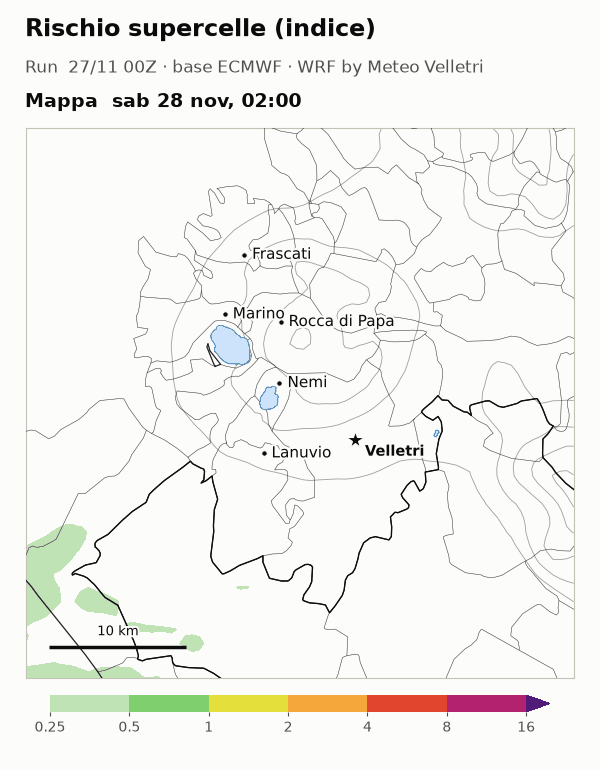 Rischio supercelle (indice)
Run  27/11 00Z · base ECMWF · WRF by Meteo Velletri
Mappa  sab 28 nov, 02:00
Frascati
Marino
Rocca di Papa
Nemi
Velletri
Lanuvio
10 km
0.25 0.5 1 2 4 8 16